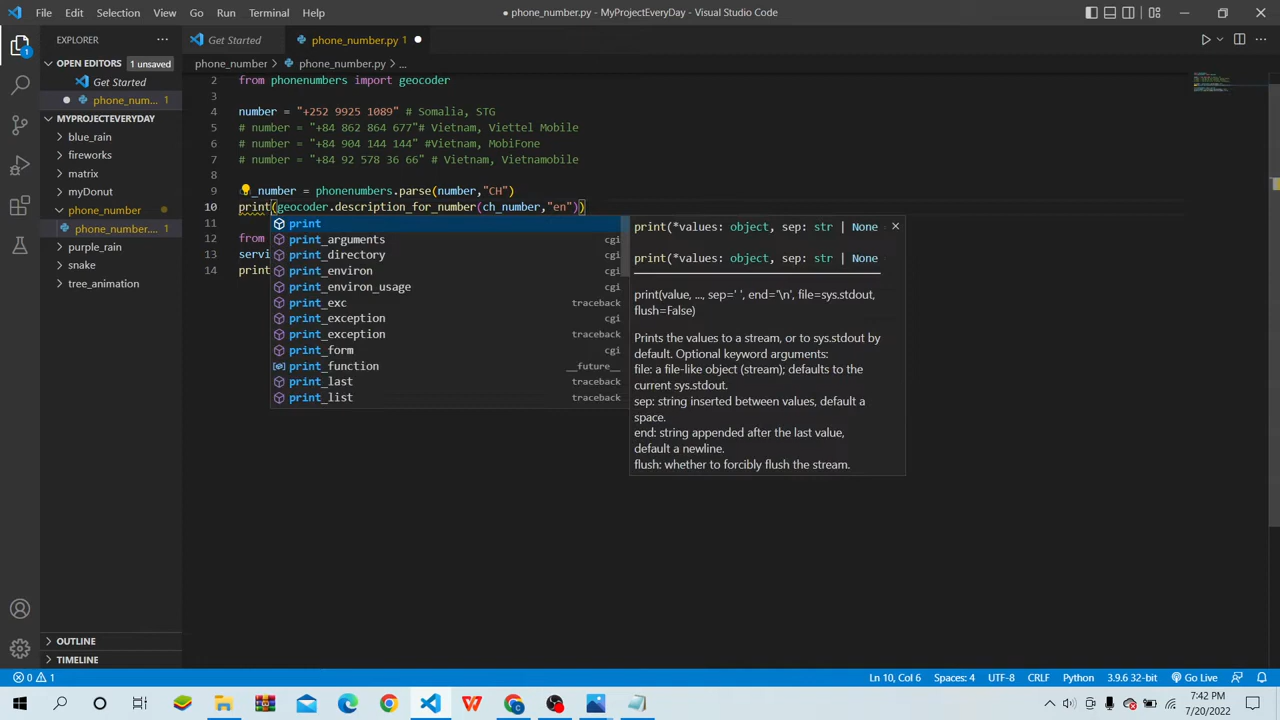 File Edit Selection View Go Run Terminal Help
● phone_number.py - MyProjectEveryDay - Visual Studio Code
EXPLORER
OPEN EDITORS 1 unsaved
Get Started
phone_num... 1
MYPROJECTEVERYDAY
blue_rain
fireworks
matrix
myDonut
phone_number
phone_number.... 1
purple_rain
snake
tree_animation
OUTLINE
TIMELINE
1
Get Started
phone_number.py 1
phone_number > phone_number.py > ...
2 from phonenumbers import geocoder
3
4 number = "+252 9925 1089" # Somalia, STG
5 # number = "+84 862 864 677"# Vietnam, Viettel Mobile
6 # number = "+84 904 144 144" #Vietnam, MobiFone
7 # number = "+84 92 578 36 66" # Vietnam, Vietnamobile
8
9 _number = phonenumbers.parse(number,"CH")
10 print(geocoder.description_for_number(ch_number,"en"))
11
12 from
13 servi
14 print
print
print_arguments cgi
print_directory cgi
print_environ cgi
print_environ_usage cgi
print_exc traceback
print_exception cgi
print_exception traceback
print_form cgi
print_function __future__
print_last traceback
print_list traceback
print(*values: object, sep: str | None
print(*values: object, sep: str | None
print(value, ..., sep=' ', end='\n', file=sys.stdout,
flush=False)
Prints the values to a stream, or to sys.stdout by
default. Optional keyword arguments:
file: a file-like object (stream); defaults to the
current sys.stdout.
sep: string inserted between values, default a
space.
end: string appended after the last value,
default a newline.
flush: whether to forcibly flush the stream.
0 1
Ln 10, Col 6 Spaces: 4 UTF-8 CRLF Python 3.9.6 32-bit Go Live
7:42 PM
7/20/2022